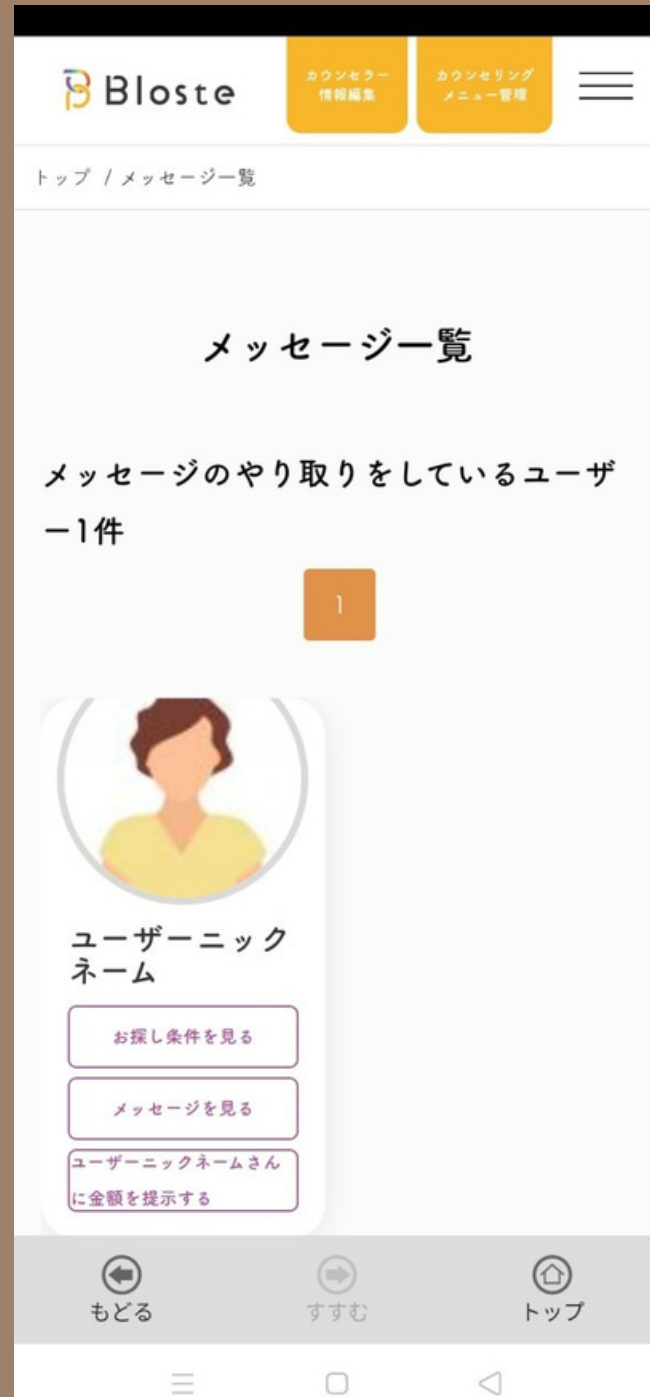 Bloste
カウンセラー
情報編集
カウンセリング
メニュー管理
トップ / メッセージ一覧
メッセージ一覧
メッセージのやり取りをしているユーザ
ー1件
1
ユーザーニック
ネーム
お探し条件を見る
メッセージを見る
ユーザーニックネームさん
に金額を提示する
もどる
すすむ
トップ